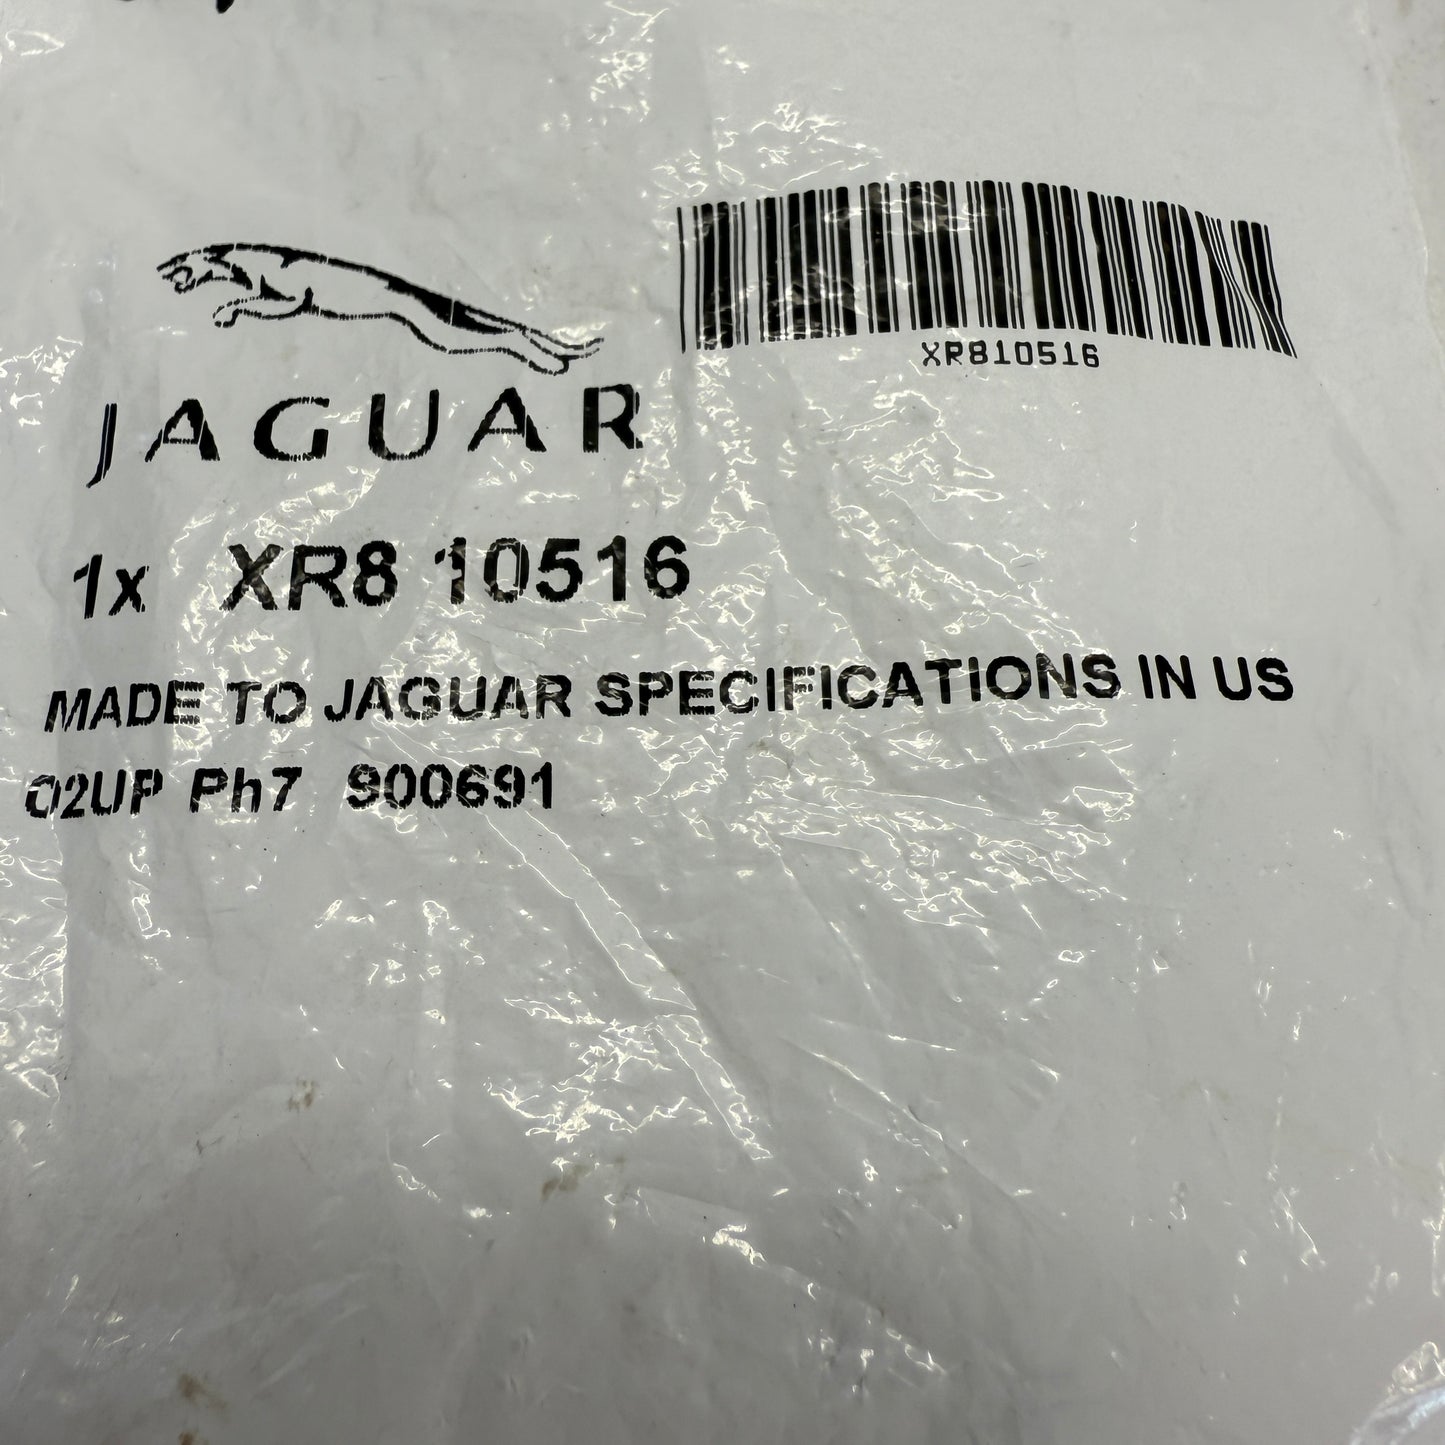 XR810516
JAGUAR
1x XR8 10516
MADE TO JAGUAR SPECIFICATIONS IN US
02UP Ph7 900691